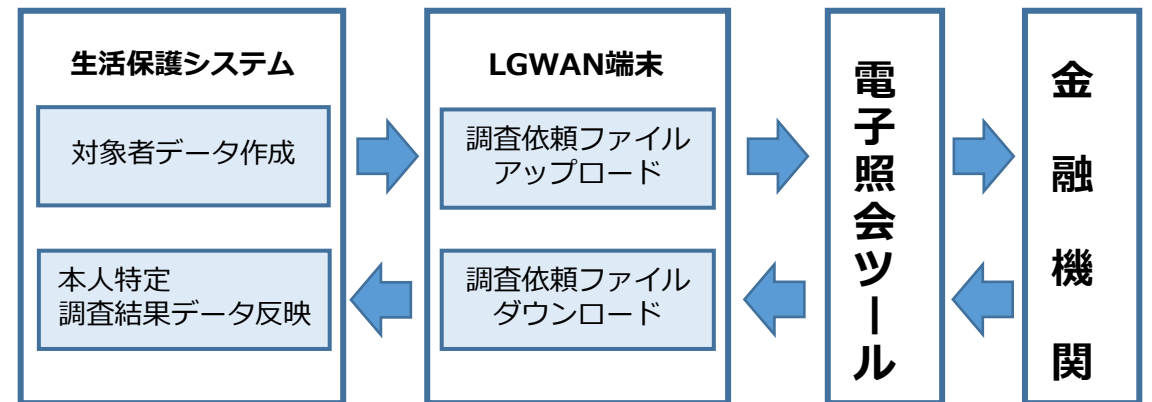 生活保護システム
対象者データ作成
本人特定
調査結果データ反映
LGWAN端末
調査依頼ファイル
アップロード
調査依頼ファイル
ダウンロード
電子照会ツール
金融機関